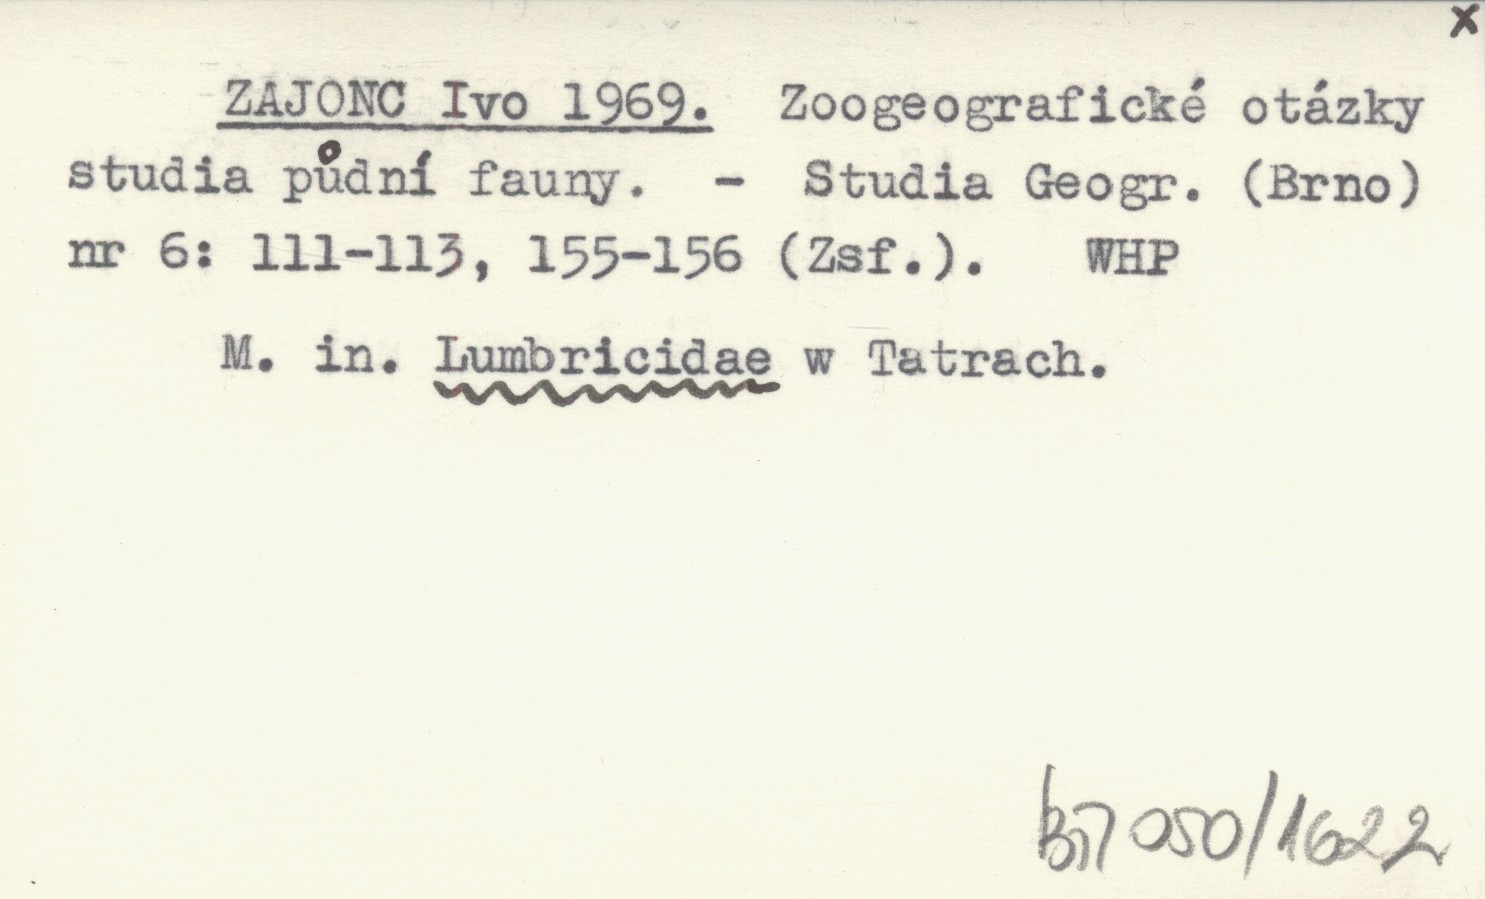 x
ZAJONC Ivo 1969. Zoogeografické otázky
studia půdní fauny. - Studia Geogr. (Brno)
nr 6: 111-113, 155-156 (Zsf.). WHP
M. in. Lumbricidae w Tatrach.
050/1622